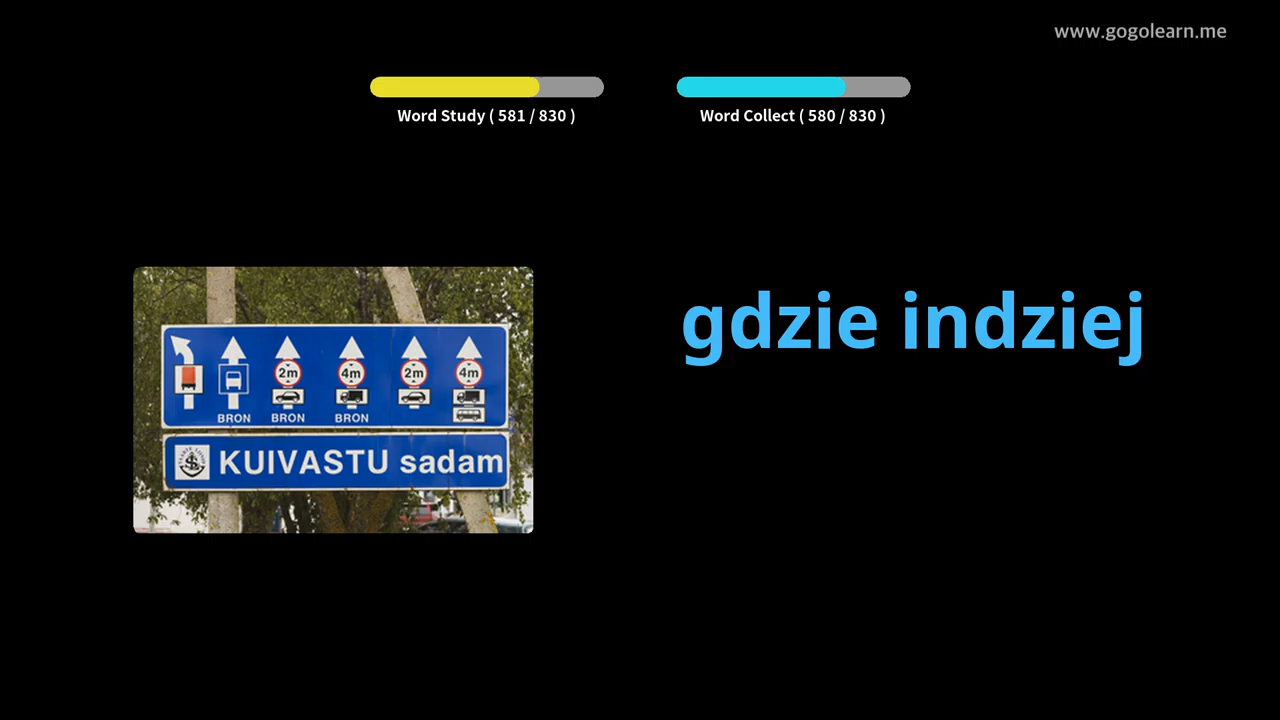 www.gogolearn.me
Word Study ( 581 / 830 )
Word Collect ( 580 / 830 )
gdzie indziej
2m 4m 2m 4m
BRON BRON BRON
KUIVASTU sadam